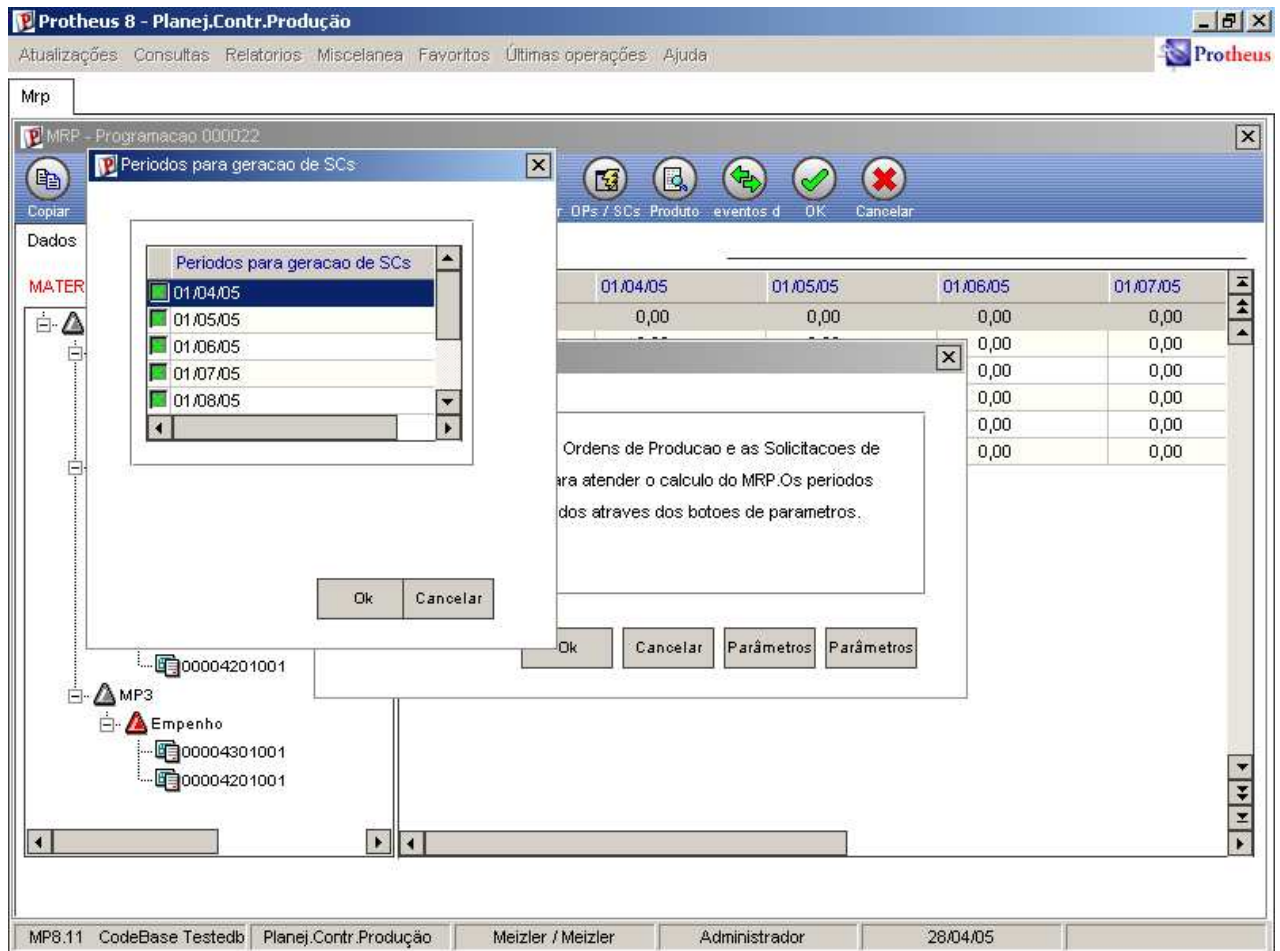 Protheus 8 - Planej.Contr.Produção
Atualizações Consultas Relatorios Miscelanea Favoritos Últimas operações Ajuda
Protheus
Mrp
MRP - Programacao 000022
Periodos para geracao de SCs
Copiar
r OPs / SCs Produto eventos d OK Cancelar
Dados
Periodos para geracao de SCs
01/04/05
01/05/05
01/06/05
01/07/05
01/08/05
Ok Cancelar
MATER
01/04/05 01/05/05 01/06/05 01/07/05
0,00 0,00 0,00 0,00
0,00 0,00
0,00 0,00
0,00 0,00
0,00 0,00
0,00 0,00
Ordens de Producao e as Solicitacoes de
ara atender o calculo do MRP.Os periodos
dos atraves dos botoes de parametros.
Ok Cancelar Parâmetros Parâmetros
00004201001
MP3
Empenho
00004301001
00004201001
MP8.11 CodeBase Testedb Planej.Contr.Produção Meizler / Meizler Administrador 28/04/05